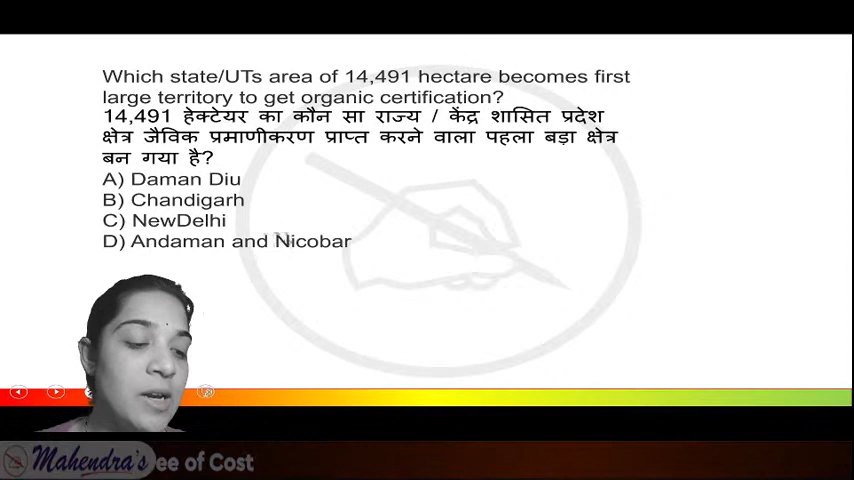 Which state/UTs area of 14,491 hectare becomes first
large territory to get organic certification?
14,491 हेक्टेयर का कौन सा राज्य / केंद्र शासित प्रदेश
क्षेत्र जैविक प्रमाणीकरण प्राप्त करने वाला पहला बड़ा क्षेत्र
बन गया है?
A) Daman Diu
B) Chandigarh
C) NewDelhi
D) Andaman and Nicobar
Mahendra's ee of Cost